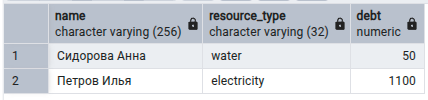 name resource_type debt
character varying (256) character varying (32) numeric
1 Сидорова Анна water 50
2 Петров Илья electricity 1100